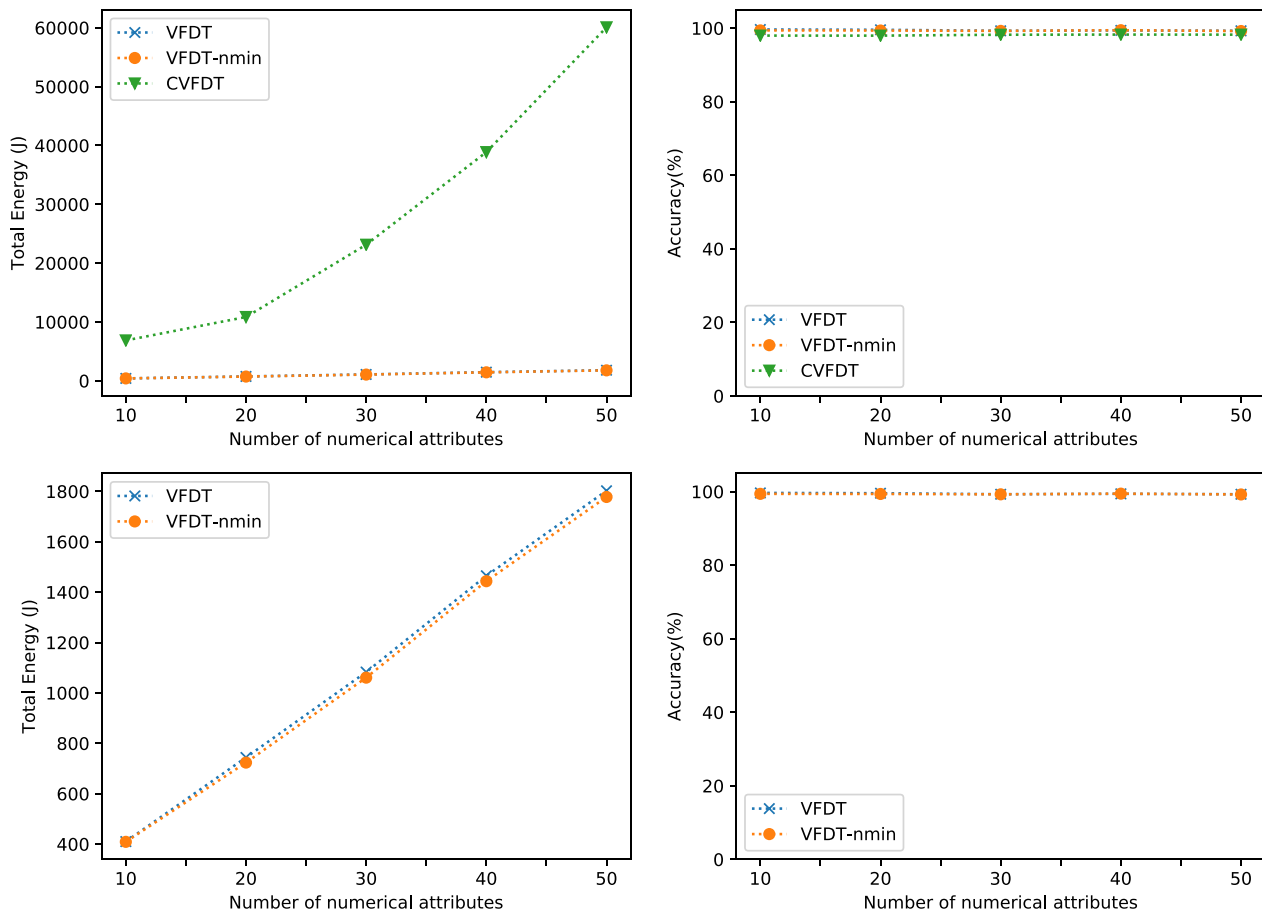 60000
50000
40000
30000
20000
10000
0
Total Energy (J)
VFDT
VFDT-nmin
CVFDT
10 20 30 40 50
Number of numerical attributes
100
80
60
40
20
0
Accuracy(%)
VFDT
VFDT-nmin
CVFDT
10 20 30 40 50
Number of numerical attributes
1800
1600
1400
1200
1000
800
600
400
Total Energy (J)
VFDT
VFDT-nmin
10 20 30 40 50
Number of numerical attributes
100
80
60
40
20
0
Accuracy(%)
VFDT
VFDT-nmin
10 20 30 40 50
Number of numerical attributes